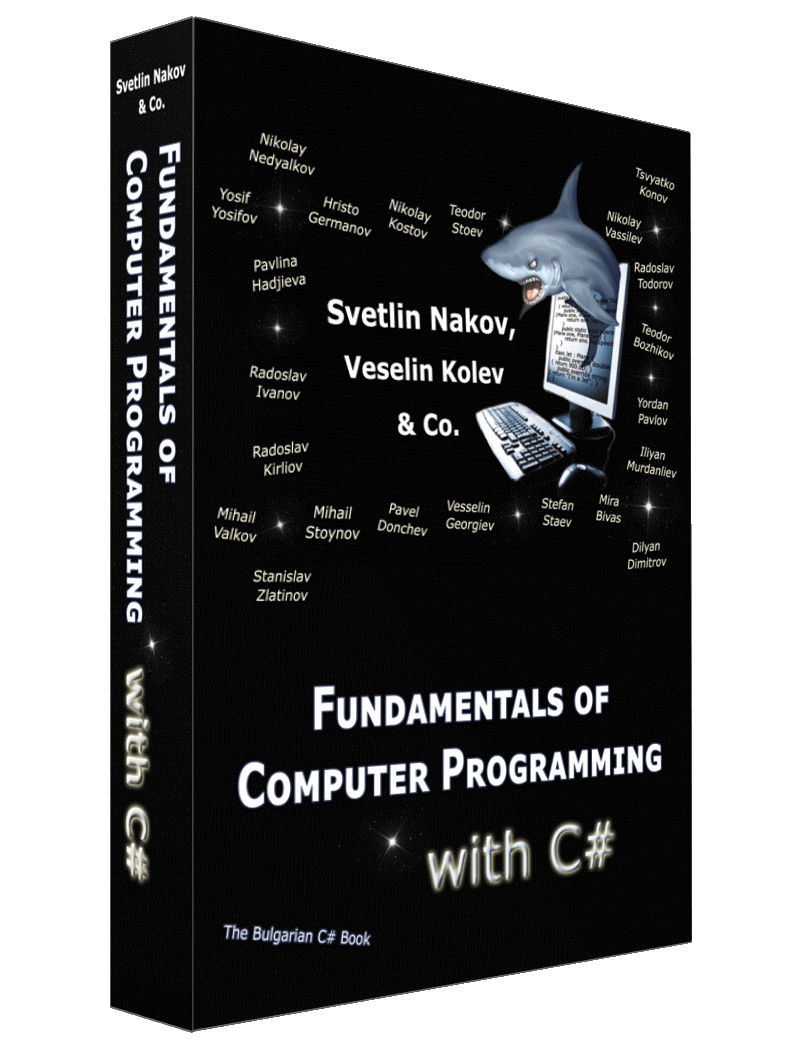 Svetlin Nakov
& Co.
FUNDAMENTALS OF
COMPUTER PROGRAMMING
with C#
Nikolay
Nedyalkov
Yosif
Yosifov
Hristo
Germanov
Nikolay
Kostov
Teodor
Stoev
Tsvyatko
Konov
Nikolay
Vassilev
Pavlina
Hadjieva
Radoslav
Todorov
Svetlin Nakov,
Veselin Kolev
& Co.
Teodor
Bozhikov
Radoslav
Ivanov
Yordan
Pavlov
Radoslav
Kirliov
Iliyan
Murdanliev
Mihail
Valkov
Mihail
Stoynov
Pavel
Donchev
Vesselin
Georgiev
Stefan
Staev
Mira
Bivas
Dilyan
Dimitrov
Stanislav
Zlatinov
FUNDAMENTALS OF
COMPUTER PROGRAMMING
with C#
The Bulgarian C# Book